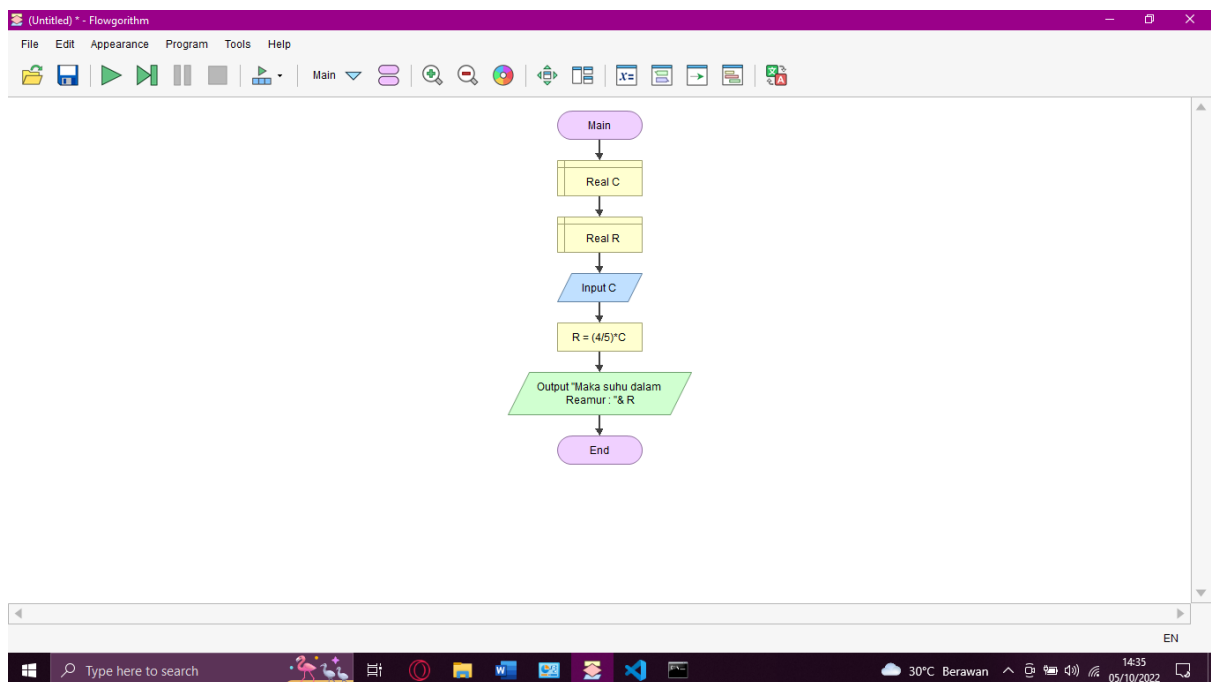 (Untitled) * - Flowgorithm
File Edit Appearance Program Tools Help
Main
x=
Main
Real C
Real R
Input C
R = (4/5)*C
Output "Maka suhu dalam
Reamur : "& R
End
EN
Type here to search
30°C Berawan
14:35
05/10/2022